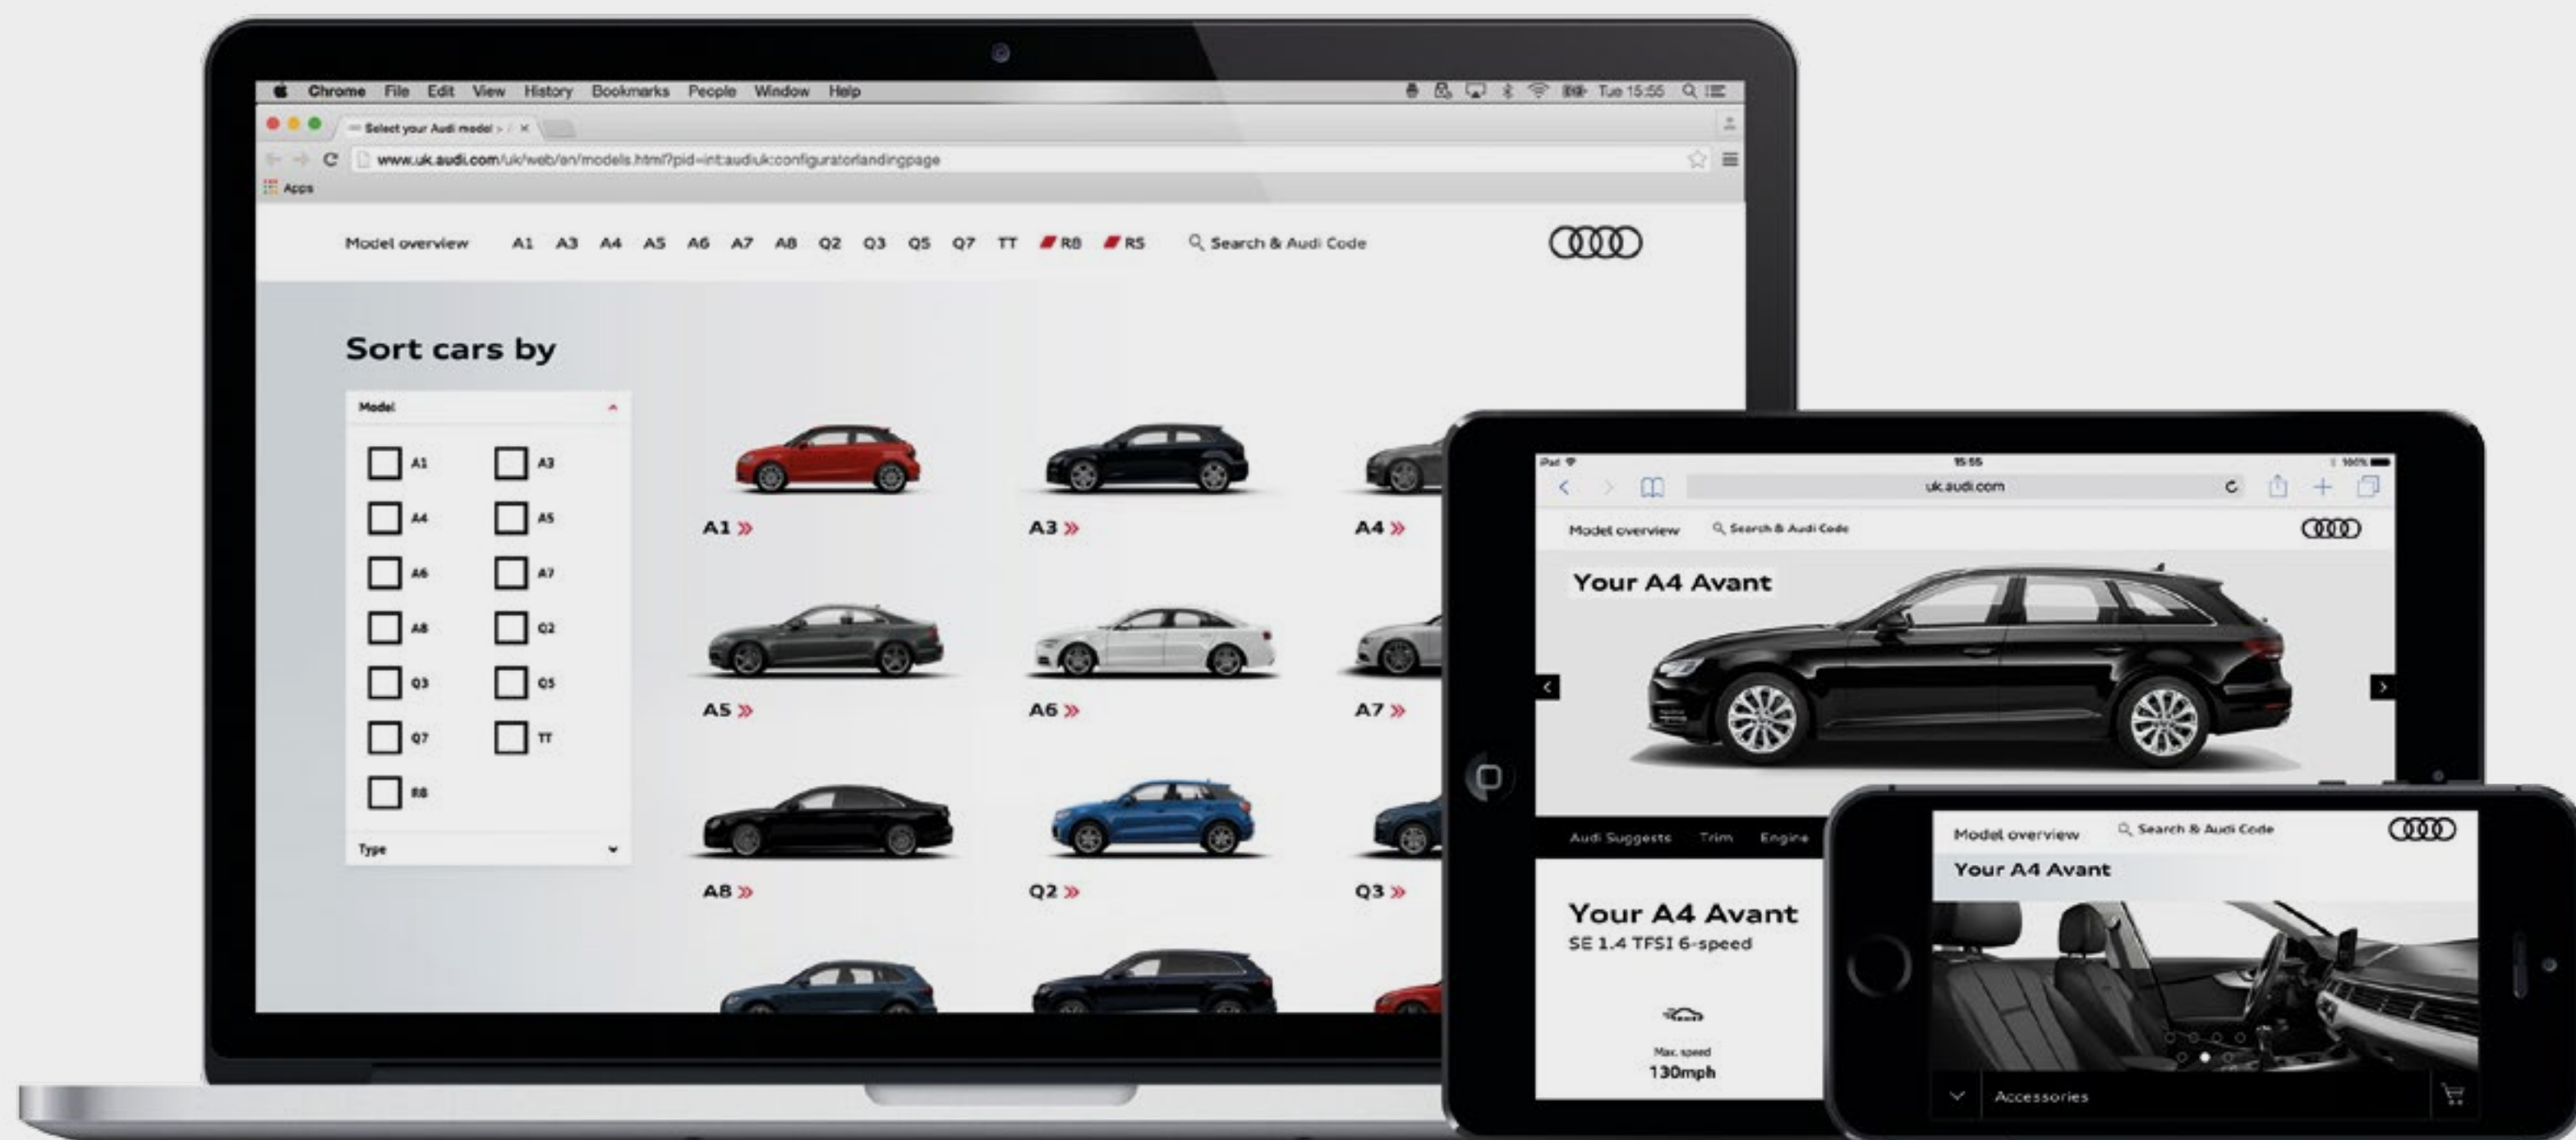 Chrome File Edit View History Bookmarks People Window Help Tue 15:55
Select your Audi model >
www.uk.audi.com/uk/web/en/models.html?pid=int:audiuk:configuratorlandingpage
Apps
Model overview A1 A3 A4 A5 A6 A7 A8 Q2 Q3 Q5 Q7 TT R8 RS Search & Audi Code
Sort cars by
Model
A1 A3
A4 A5
A6 A7
A8 Q2
Q3 Q5
Q7 TT
R8
Type
A1 A3 A4
A5 A6 A7
A8 Q2 Q3
iPad 15:55 100%
uk.audi.com
Model overview Search & Audi Code
Your A4 Avant
Audi Suggests Trim Engine
Your A4 Avant
SE 1.4 TFSI 6-speed
Max. speed
130mph
Model overview Search & Audi Code
Your A4 Avant
Accessories